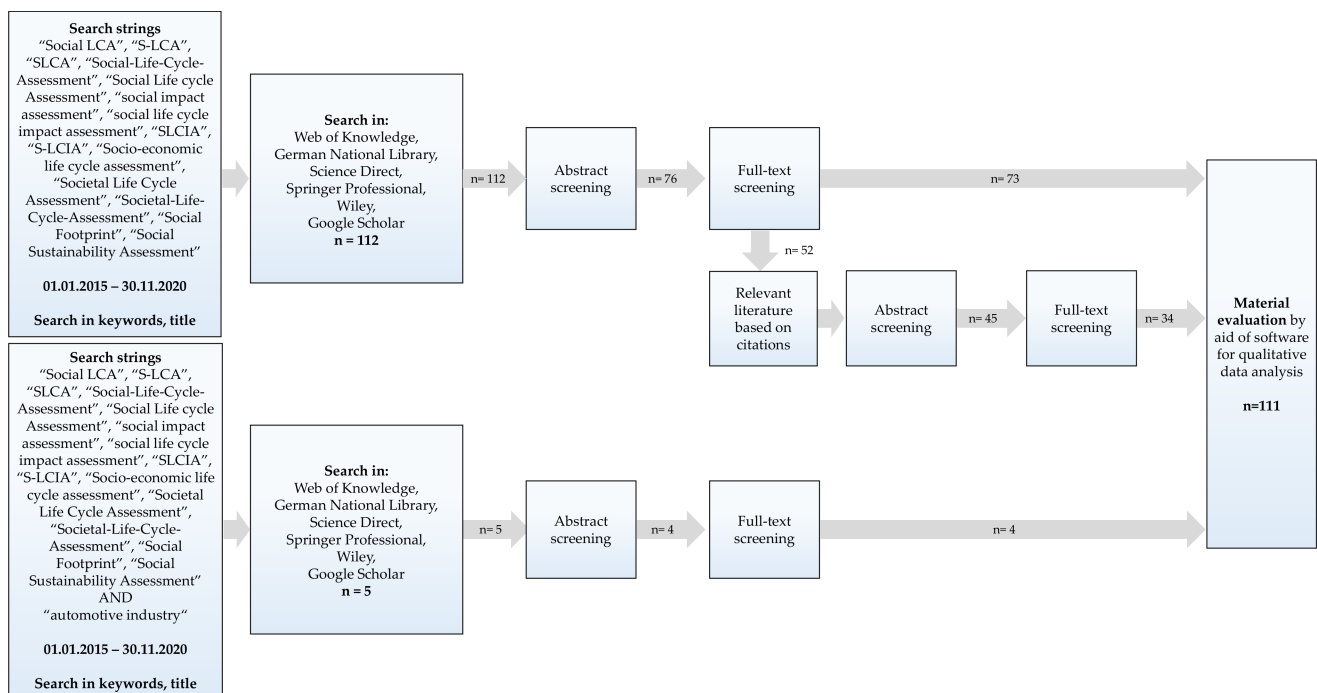 Search strings
“Social LCA”, “S-LCA”,
“SLCA”, “Social-Life-Cycle-
Assessment”, “Social Life cycle
Assessment”, “social impact
assessment”, “social life cycle
impact assessment”, “SLCIA”,
“S-LCIA”, “Socio-economic
life cycle assessment”,
“Societal Life Cycle
Assessment”, “Societal-Life-
Cycle-Assessment”, “Social
Footprint”, “Social
Sustainability Assessment”
01.01.2015 – 30.11.2020
Search in keywords, title
Search in:
Web of Knowledge,
German National Library,
Science Direct,
Springer Professional,
Wiley,
Google Scholar
n = 112
n= 112
Abstract
screening
n= 76
Full-text
screening
n= 73
n= 52
Relevant
literature
based on
citations
Abstract
screening
n= 45
Full-text
screening
n= 34
Material
evaluation by
aid of software
for qualitative
data analysis
n=111
Search strings
“Social LCA”, “S-LCA”,
“SLCA”, “Social-Life-Cycle-
Assessment”, “Social Life cycle
Assessment”, “social impact
assessment”, “social life cycle
impact assessment”, “SLCIA”,
“S-LCIA”, “Socio-economic life
cycle assessment”, “Societal
Life Cycle Assessment”,
“Societal-Life-Cycle-
Assessment”, “Social
Footprint”, “Social
Sustainability Assessment”
AND
“automotive industry“
01.01.2015 – 30.11.2020
Search in keywords, title
Search in:
Web of Knowledge,
German National Library,
Science Direct,
Springer Professional,
Wiley,
Google Scholar
n = 5
n= 5
Abstract
screening
n= 4
Full-text
screening
n= 4